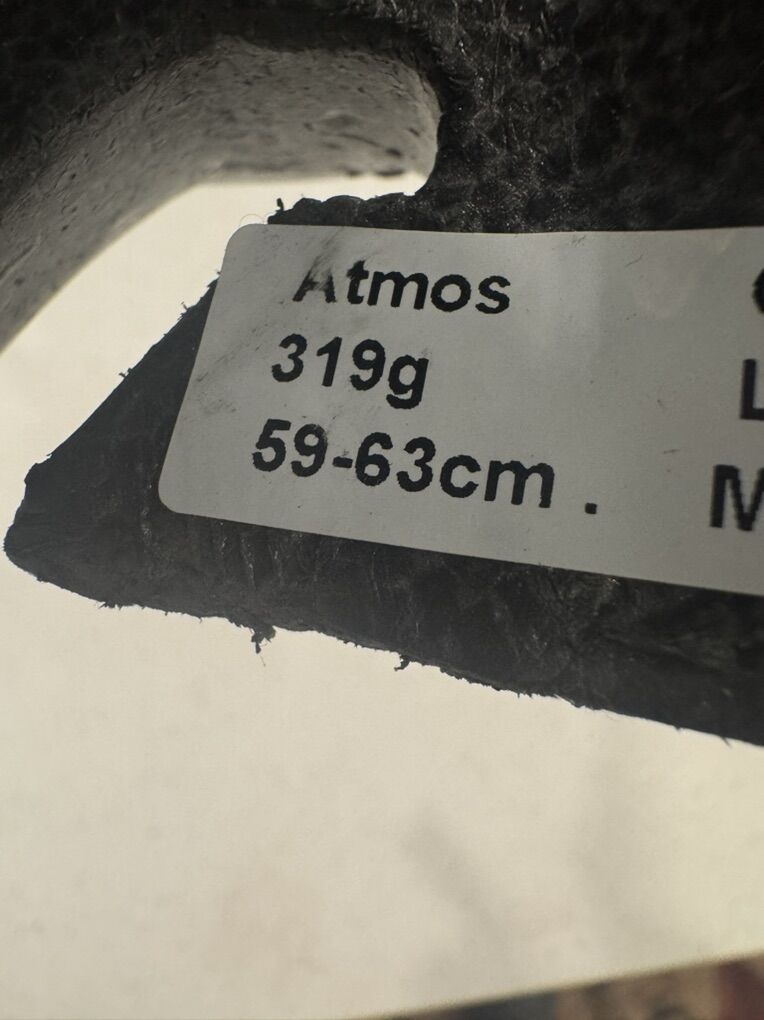 Atmos
319g
59-63cm .